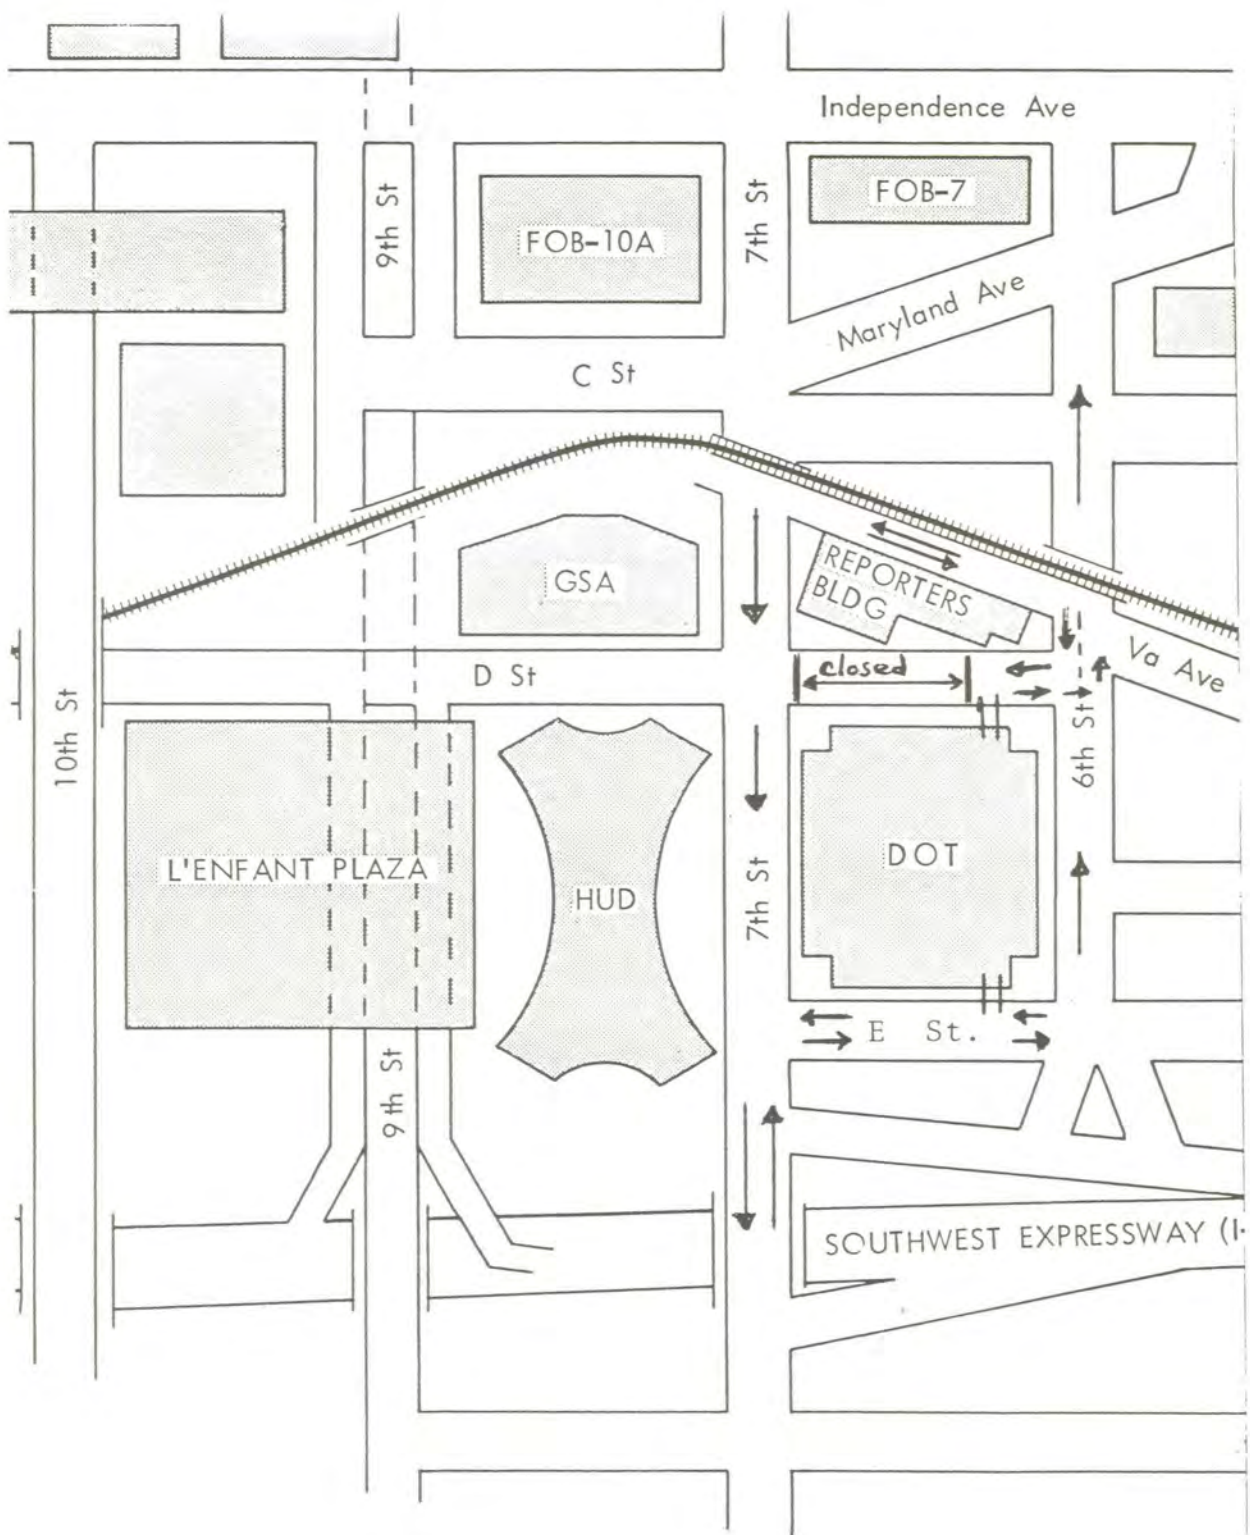 Independence Ave
9th St
FOB-10A
7th St
FOB-7
Maryland Ave
C St
GSA
REPORTERS
BLDG
closed
Va Ave
D St
10th St
6th St
L'ENFANT PLAZA
HUD
7th St
DOT
E St.
9th St
SOUTHWEST EXPRESSWAY (I-